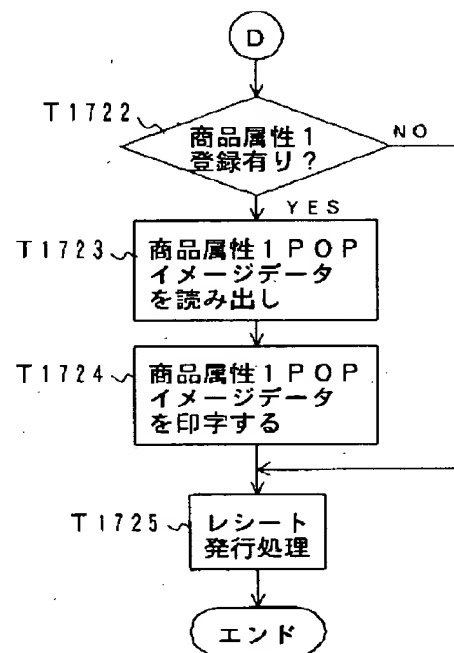 D
T1722
商品属性1
登録有り？
NO
YES
T1723
商品属性1POP
イメージデータ
を読み出し
T1724
商品属性1POP
イメージデータ
を印字する
T1725
レシート
発行処理
エンド